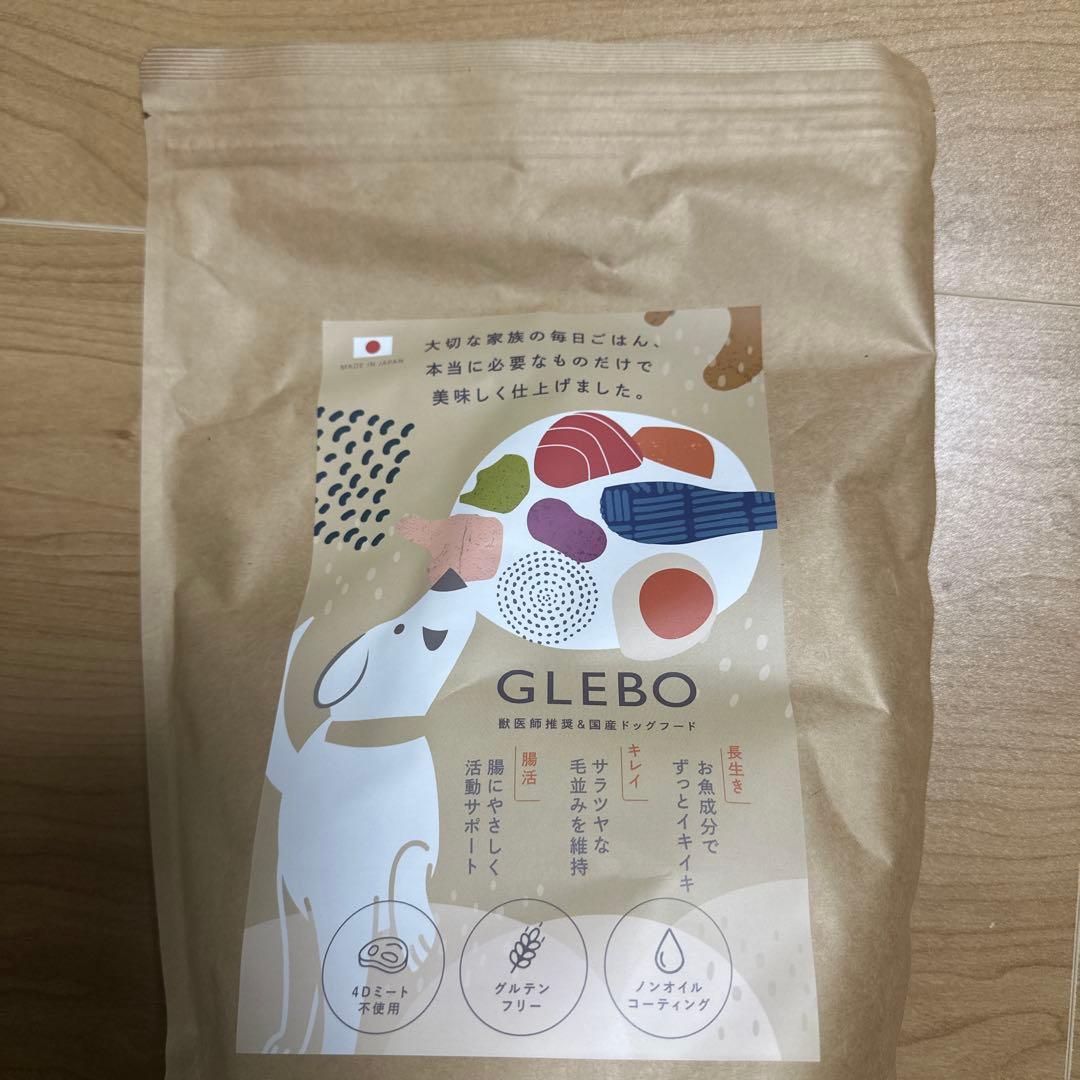 MADE IN JAPAN
大切な家族の毎日ごはん、
本当に必要なものだけで
美味しく仕上げました。
GLEBO
獣医師推奨&国産ドッグフード
長生き
お魚成分で
ずっとイキイキ
キレイ
サラツヤな
毛並みを維持
腸活
腸にやさしく
活動サポート
4Dミート
不使用
グルテン
フリー
ノンオイル
コーティング